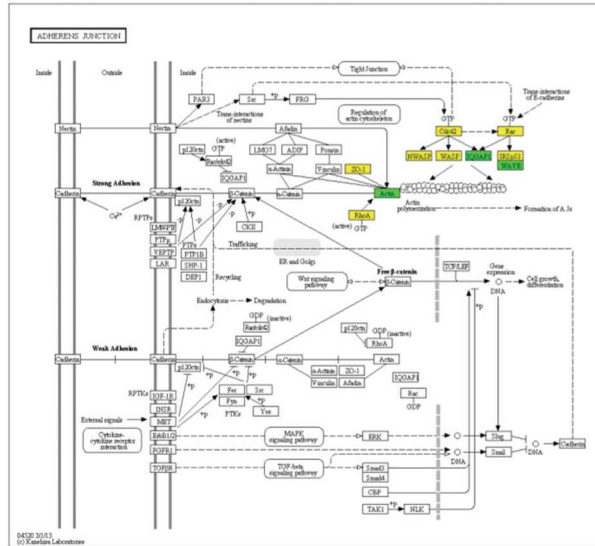 ADHERENS JUNCTION
Inside
Outside
Inside
Tight Junction
PAR3
Src
+p
FRG
Trans-interactions of nectins
Trans-interactions of E-cadherins
Regulation of actin cytoskeleton
GTP
GTP
Nectin
Nectin
Afadin
Cdc42
Rac
p120ctn
(active)
GTP
Rac/cdc42
IQGAP1
LMO7
ADIP
Ponsin
α-Actinin
Vinculin
ZO-1
NWASP
WASP
IQGAP1
IRSp53
WAVE
Strong Adhesion
Cadherin
Cadherin
p120ctn
β-Catenin
α-Catenin
Actin
Ca2+
RPTPs
-p
-p
-p
+p
CKII
RhoA
(active)
GTP
Actin polymerization
Formation of AJs
LMWPTP
PTPμ
VEPTP
LAR
PTPs
PTP1B
SHP-1
DEP1
Trafficking
ER and Golgi
Recycling
Free β-catenin
Wnt signaling pathway
β-Catenin
TCF/LEF
Gene expression
DNA
Cell growth, differentiation
+p
Endocytosis
Degradation
GDP
(inactive)
Rac/cdc42
IQGAP1
p120ctn
GDP
RhoA
(inactive)
Weak Adhesion
Cadherin
Cadherin
p120ctn
β-Catenin
α-Catenin
Actin
α-Actinin
ZO-1
Vinculin
Afadin
IQGAP1
Rac
GDP
RPTKs
+p
+p
+p
+p
Fer
Fyn
Src
Yes
PTKs
IGF-1R
INSR
External signals
MET
ErbB1/2
FGFR1
TGFβR
Cytokine-cytokine receptor interaction
MAPK signaling pathway
ERK
DNA
Slug
Snail
DNA
Cadherin
TGF-beta signaling pathway
Smad3
Smad4
CBP
TAK1
+p
NLK
04520 3/1/13
(c) Kanehisa Laboratories